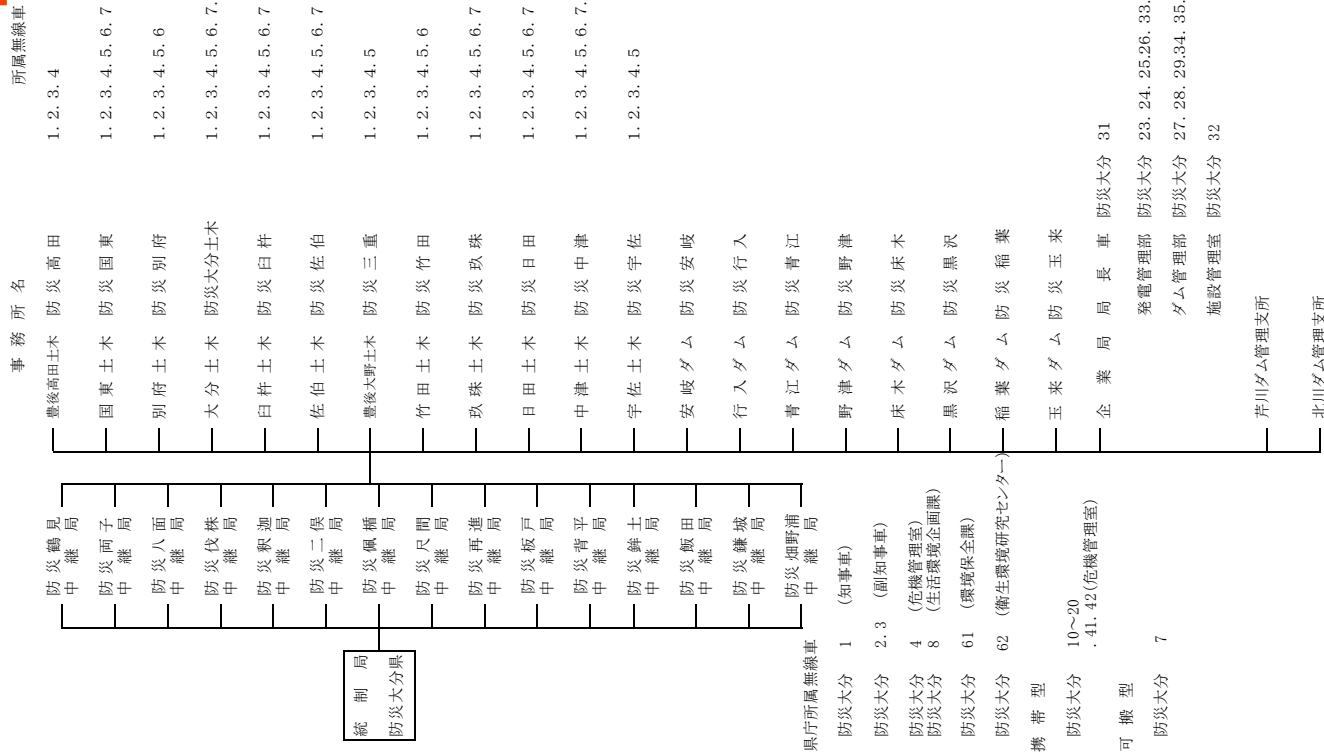 事務所名 所属無線車
豊後高田土木 防災高田 1.2.3.4
国東土木 防災国東 1.2.3.4.5.6.7
別府土木 防災別府 1.2.3.4.5.6
大分土木 防災大分土木 1.2.3.4.5.6.7.
臼杵土木 防災臼杵 1.2.3.4.5.6.7
佐伯土木 防災佐伯 1.2.3.4.5.6.7
豊後大野土木 防災三重 1.2.3.4.5
竹田土木 防災竹田 1.2.3.4.5.6
玖珠土木 防災玖珠 1.2.3.4.5.6.7
日田土木 防災日田 1.2.3.4.5.6.7
中津土木 防災中津 1.2.3.4.5.6.7.
宇佐土木 防災宇佐 1.2.3.4.5
安岐ダム 防災安岐
行入ダム 防災行入
青江ダム 防災青江
野津ダム 防災野津
床木ダム 防災床木
黒沢ダム 防災黒沢
稲葉ダム 防災稲葉
玉来ダム 防災玉来
企業局 局長車 防災大分 31
発電管理部 防災大分 23.24.25.26.33.
ダム管理部 防災大分 27.28.29.34.35.
施設管理室 防災大分 32
芹川ダム管理支所
北川ダム管理支所
防災鶴見
中継局
防災両子
中継局
防災八面
中継局
防災伐株
中継局
防災釈迦
中継局
防災二俣
中継局
防災佩楯
中継局
防災尺間
中継局
防災再進
中継局
防災板戸
中継局
防災背平
中継局
防災鉾土
中継局
防災飯田
中継局
防災鎌城
中継局
防災畑野浦
中継局
統制局
防災大分県
県庁所属無線車
防災大分 1 (知事車)
防災大分 2.3 (副知事車)
防災大分 4 (危機管理室)
防災大分 8 (生活環境企画課)
防災大分 61 (環境保全課)
防災大分 62 (衛生環境研究センター)
携帯型
防災大分 10～20
.41.42(危機管理室)
可搬型
防災大分 7